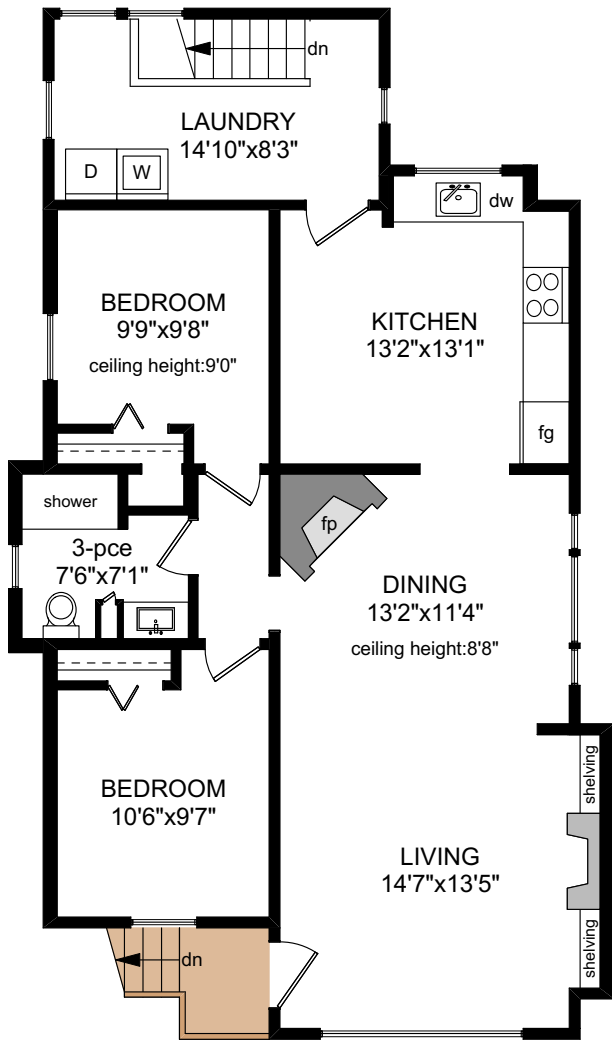 dn
LAUNDRY
14'10"x8'3"
D
W
dw
BEDROOM
9'9"x9'8"
ceiling height:9'0"
KITCHEN
13'2"x13'1"
fg
shower
fp
3-pce
7'6"x7'1"
DINING
13'2"x11'4"
ceiling height:8'8"
BEDROOM
10'6"x9'7"
shelving
LIVING
14'7"x13'5"
shelving
dn